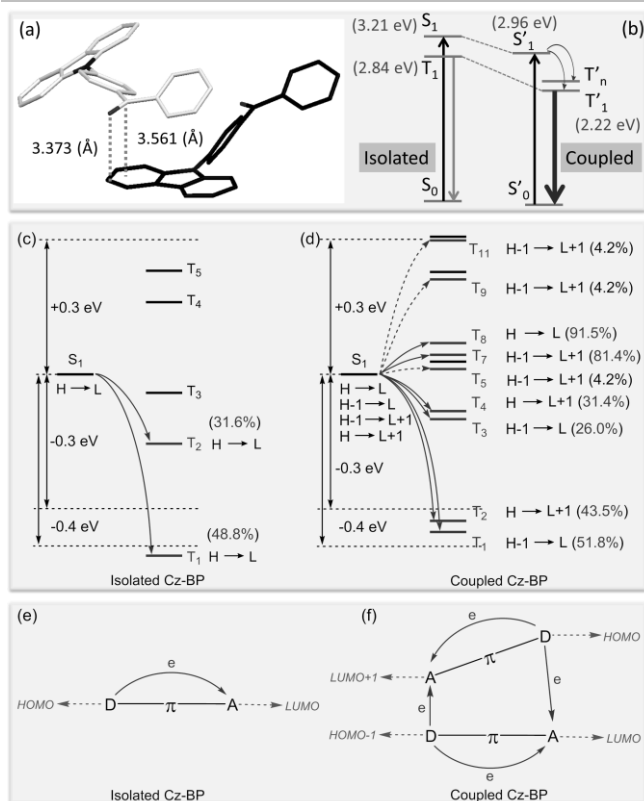 (a)
3.373 (Å)
3.561 (Å)
(b)
(3.21 eV) S₁
(2.96 eV)
S'₁
T₁
(2.84 eV)
T'ₙ
T'₁
(2.22 eV)
Isolated
Coupled
S₀
S'₀
(c)
+0.3 eV
T₅
T₄
S₁
H → L
T₃
(31.6%)
T₂ H → L
-0.3 eV
-0.4 eV
(48.8%)
T₁ H → L
Isolated Cz-BP
(d)
T₁₁ H-1 → L+1 (4.2%)
+0.3 eV
T₉ H-1 → L+1 (4.2%)
T₈ H → L (91.5%)
S₁
T₇ H-1 → L+1 (81.4%)
H → L
T₅ H-1 → L+1 (4.2%)
H-1 → L
H-1 → L+1
H → L+1
T₄ H → L+1 (31.4%)
T₃ H-1 → L (26.0%)
-0.3 eV
T₂ H → L+1 (43.5%)
-0.4 eV
T₁ H-1 → L (51.8%)
Coupled Cz-BP
(e)
e
HOMO D π A LUMO
Isolated Cz-BP
(f)
e
D HOMO
π
LUMO+1 A
e
e
HOMO-1 D π A LUMO
e
Coupled Cz-BP